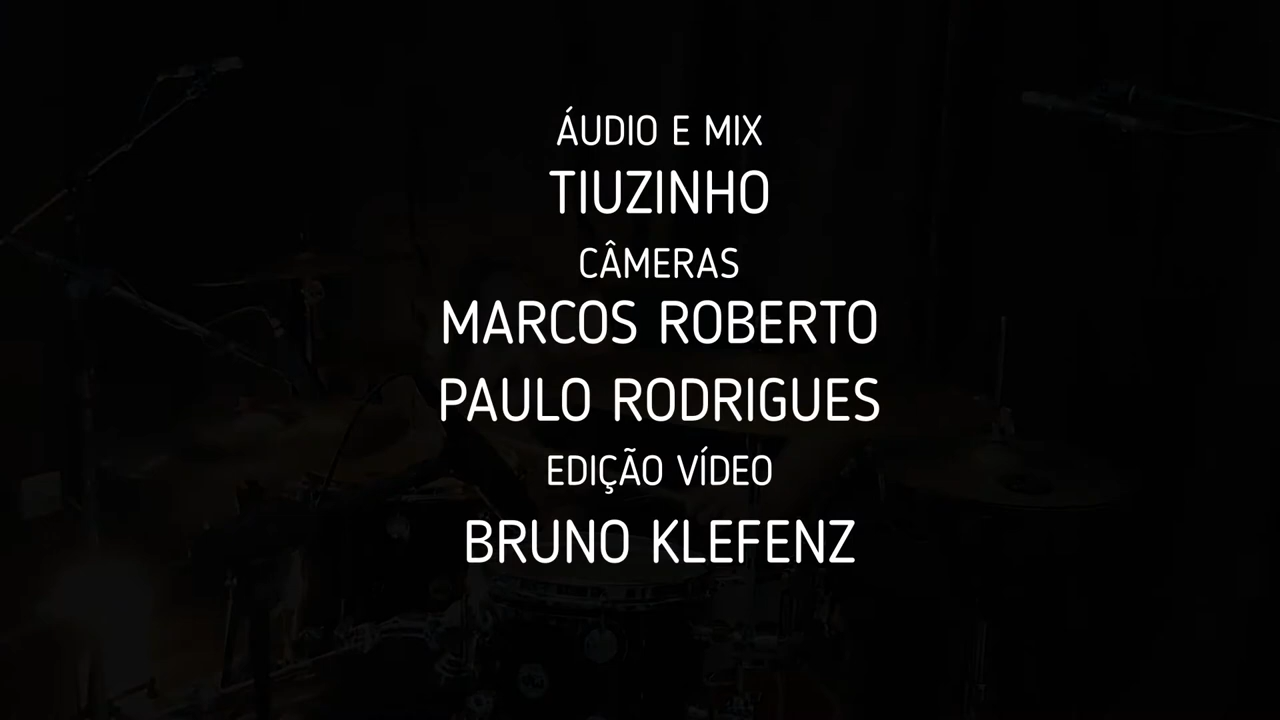 ÁUDIO E MIX
TIUZINHO
CÂMERAS
MARCOS ROBERTO
PAULO RODRIGUES
EDIÇÃO VÍDEO
BRUNO KLEFENZ